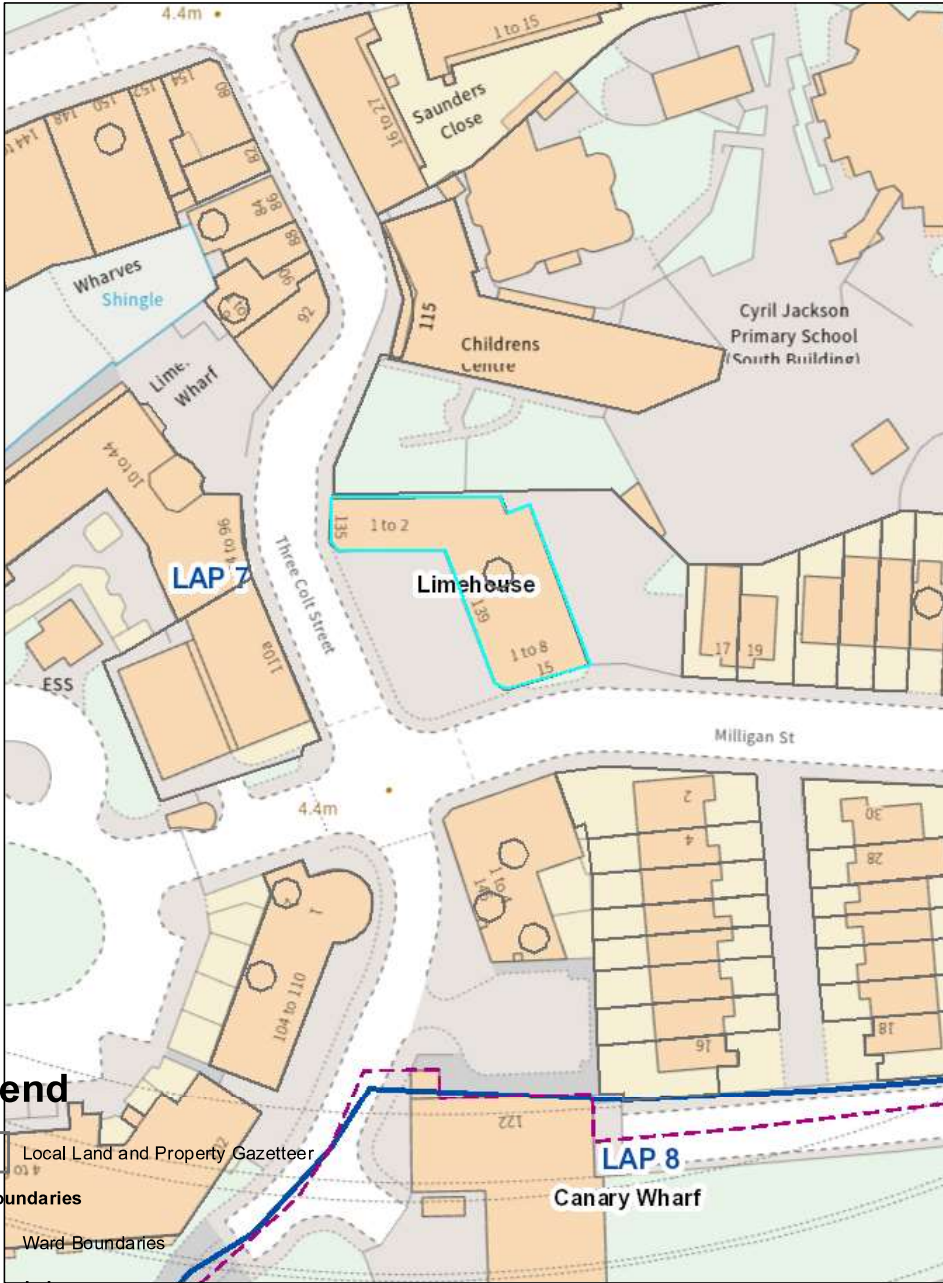 4.4m
1 to 15
Saunders
Close
16 to 27
154
152
150
148
144 to
80
82
84
86
88
90
92
Wharves
Shingle
Wharf
115
Childrens
Centre
Cyril Jackson
Primary School
(South Building)
10 to 44
LAP 7
Three Colt Street
110a
ESS
135
1 to 2
Limehouse
139
1 to 8
15
17
19
Milligan St
4.4m
2
4
16
30
28
18
1
104 to 110
122
LAP 8
Canary Wharf
end
Local Land and Property Gazetteer
oundaries
Ward Boundaries
4 to